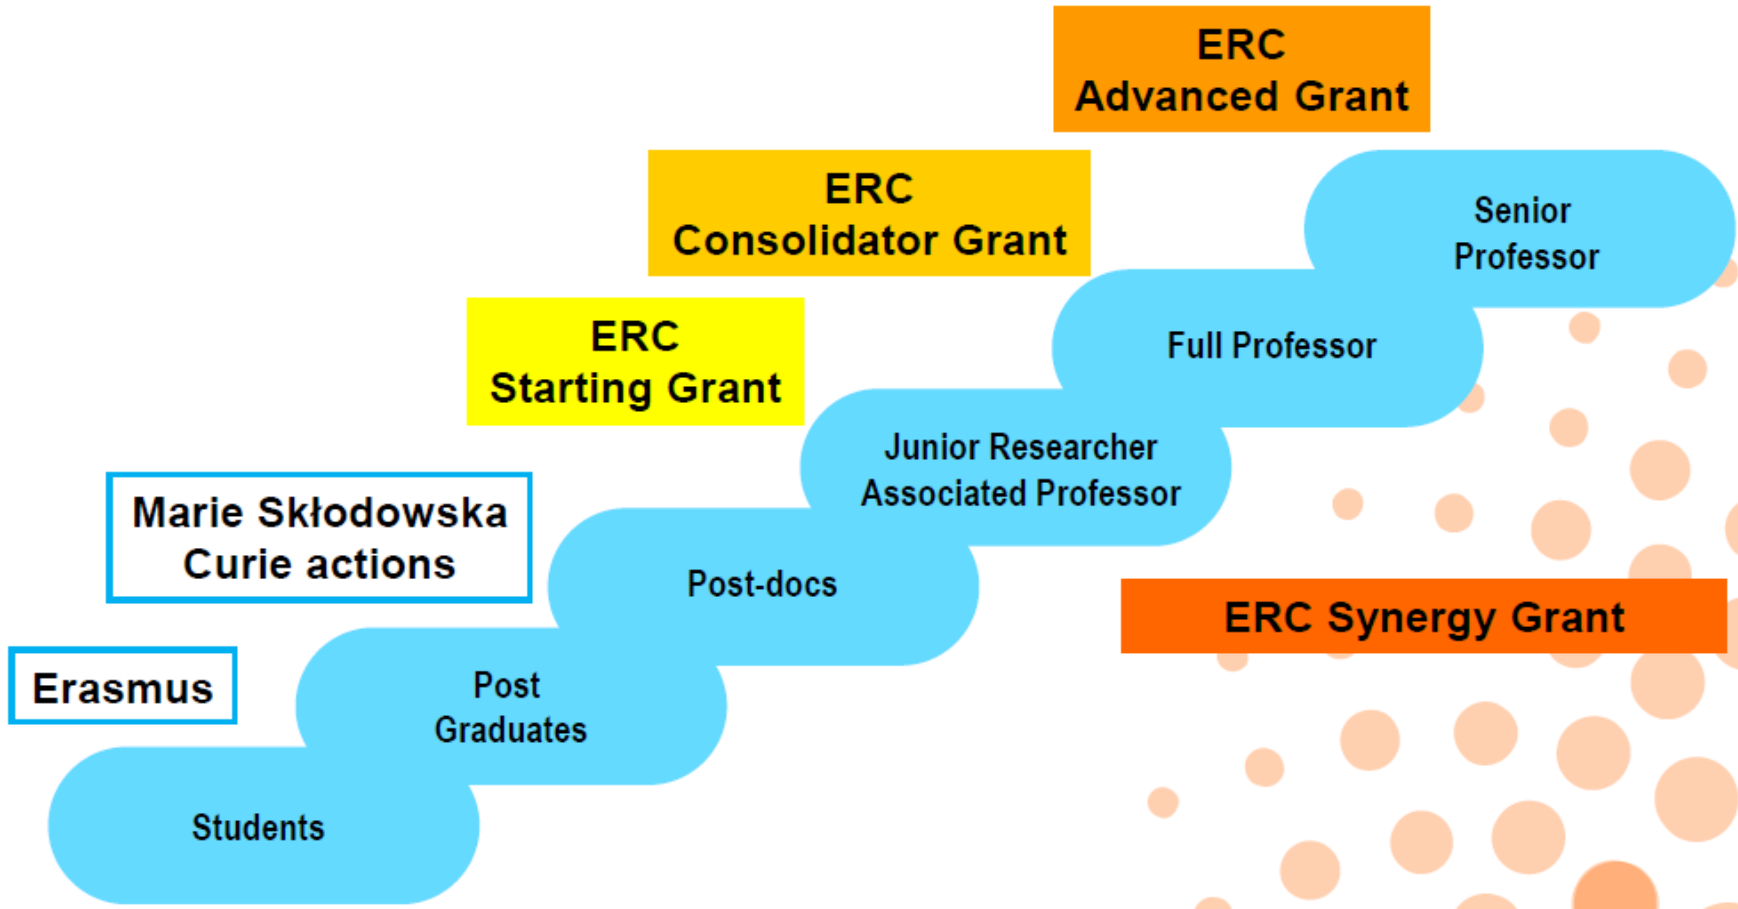 ERC
Advanced Grant
ERC
Consolidator Grant
Senior
Professor
ERC
Starting Grant
Full Professor
Junior Researcher
Associated Professor
Marie Skłodowska
Curie actions
Post-docs
ERC Synergy Grant
Erasmus
Post
Graduates
Students